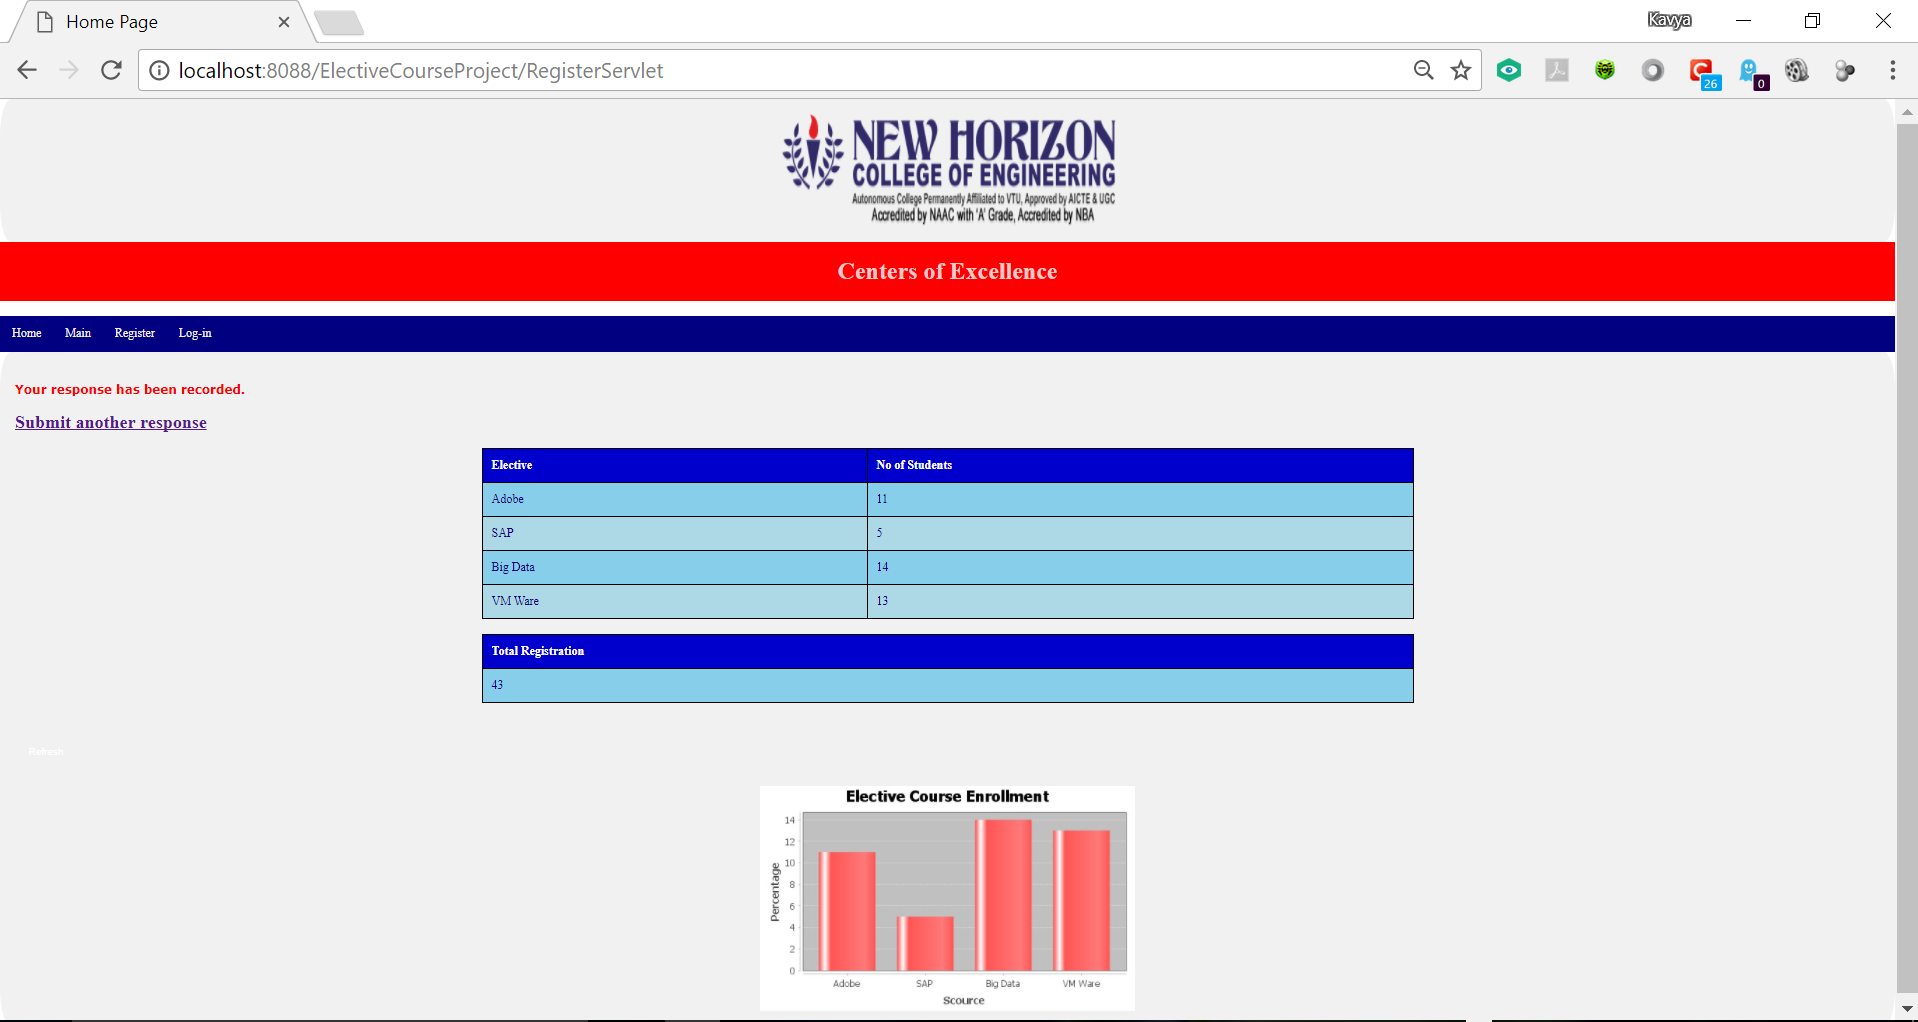 Home Page
Kavya
localhost:8088/ElectiveCourseProject/RegisterServlet
26
0
NEW HORIZON
COLLEGE OF ENGINEERING
Autonomous College Permanently Affiliated to VTU, Approved by AICTE & UGC
Accredited by NAAC with 'A' Grade, Accredited by NBA
Centers of Excellence
Home Main Register Log-in
Your response has been recorded.
Submit another response
Elective No of Students
Adobe 11
SAP 5
Big Data 14
VM Ware 13
Total Registration
43
Refresh
Elective Course Enrollment
Percentage
14
12
10
8
6
4
2
0
Adobe SAP Big Data VM Ware
Scource